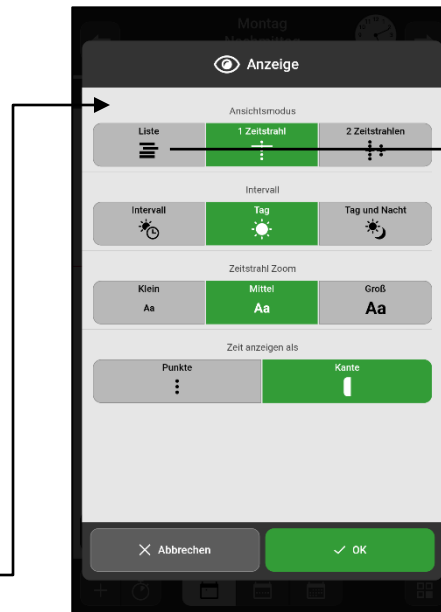 Montag
Nachmittag
Anzeige
Ansichtsmodus
Liste
1 Zeitstrahl
2 Zeitstrahlen
Intervall
Intervall
Tag
Tag und Nacht
Zeitstrahl Zoom
Klein
Mittel
Groß
Aa
Aa
Aa
Zeit anzeigen als
Punkte
Kante
Abbrechen
OK